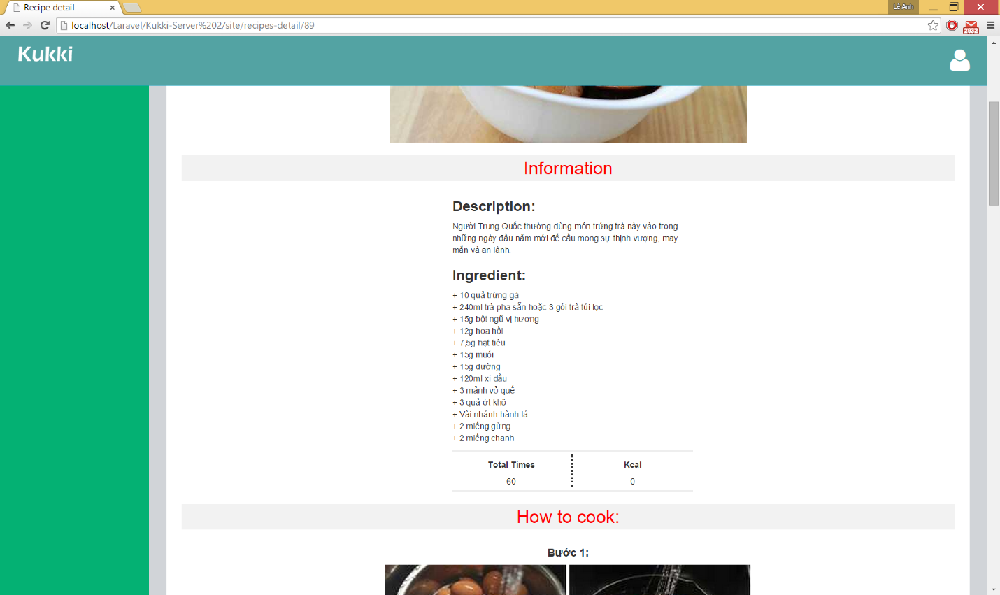 Recipe detail
Lê Anh
localhost/Laravel/Kukki-Server%202/site/recipes-detail/89
2932
Kukki
Information
Description:
Người Trung Quốc thường dùng món trứng trà này vào trong
những ngày đầu năm mới để cầu mong sự thịnh vượng, may
mắn và an lành.
Ingredient:
+ 10 quả trứng gà
+ 240ml trà pha sẵn hoặc 3 gói trà túi lọc
+ 15g bột ngũ vị hương
+ 12g hoa hồi
+ 7,5g hạt tiêu
+ 15g muối
+ 15g đường
+ 120ml xì dầu
+ 3 mảnh vỏ quế
+ 3 quả ớt khô
+ Vài nhánh hành lá
+ 2 miếng gừng
+ 2 miếng chanh
Total Times
Kcal
60
0
How to cook:
Bước 1: